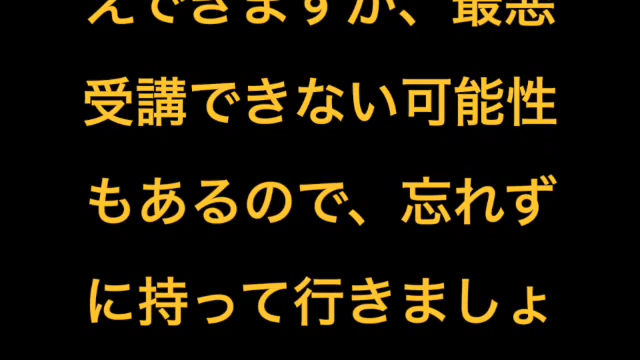 えできますが、最悪
受講できない可能性
もあるので、忘れず
に持って行きましょ